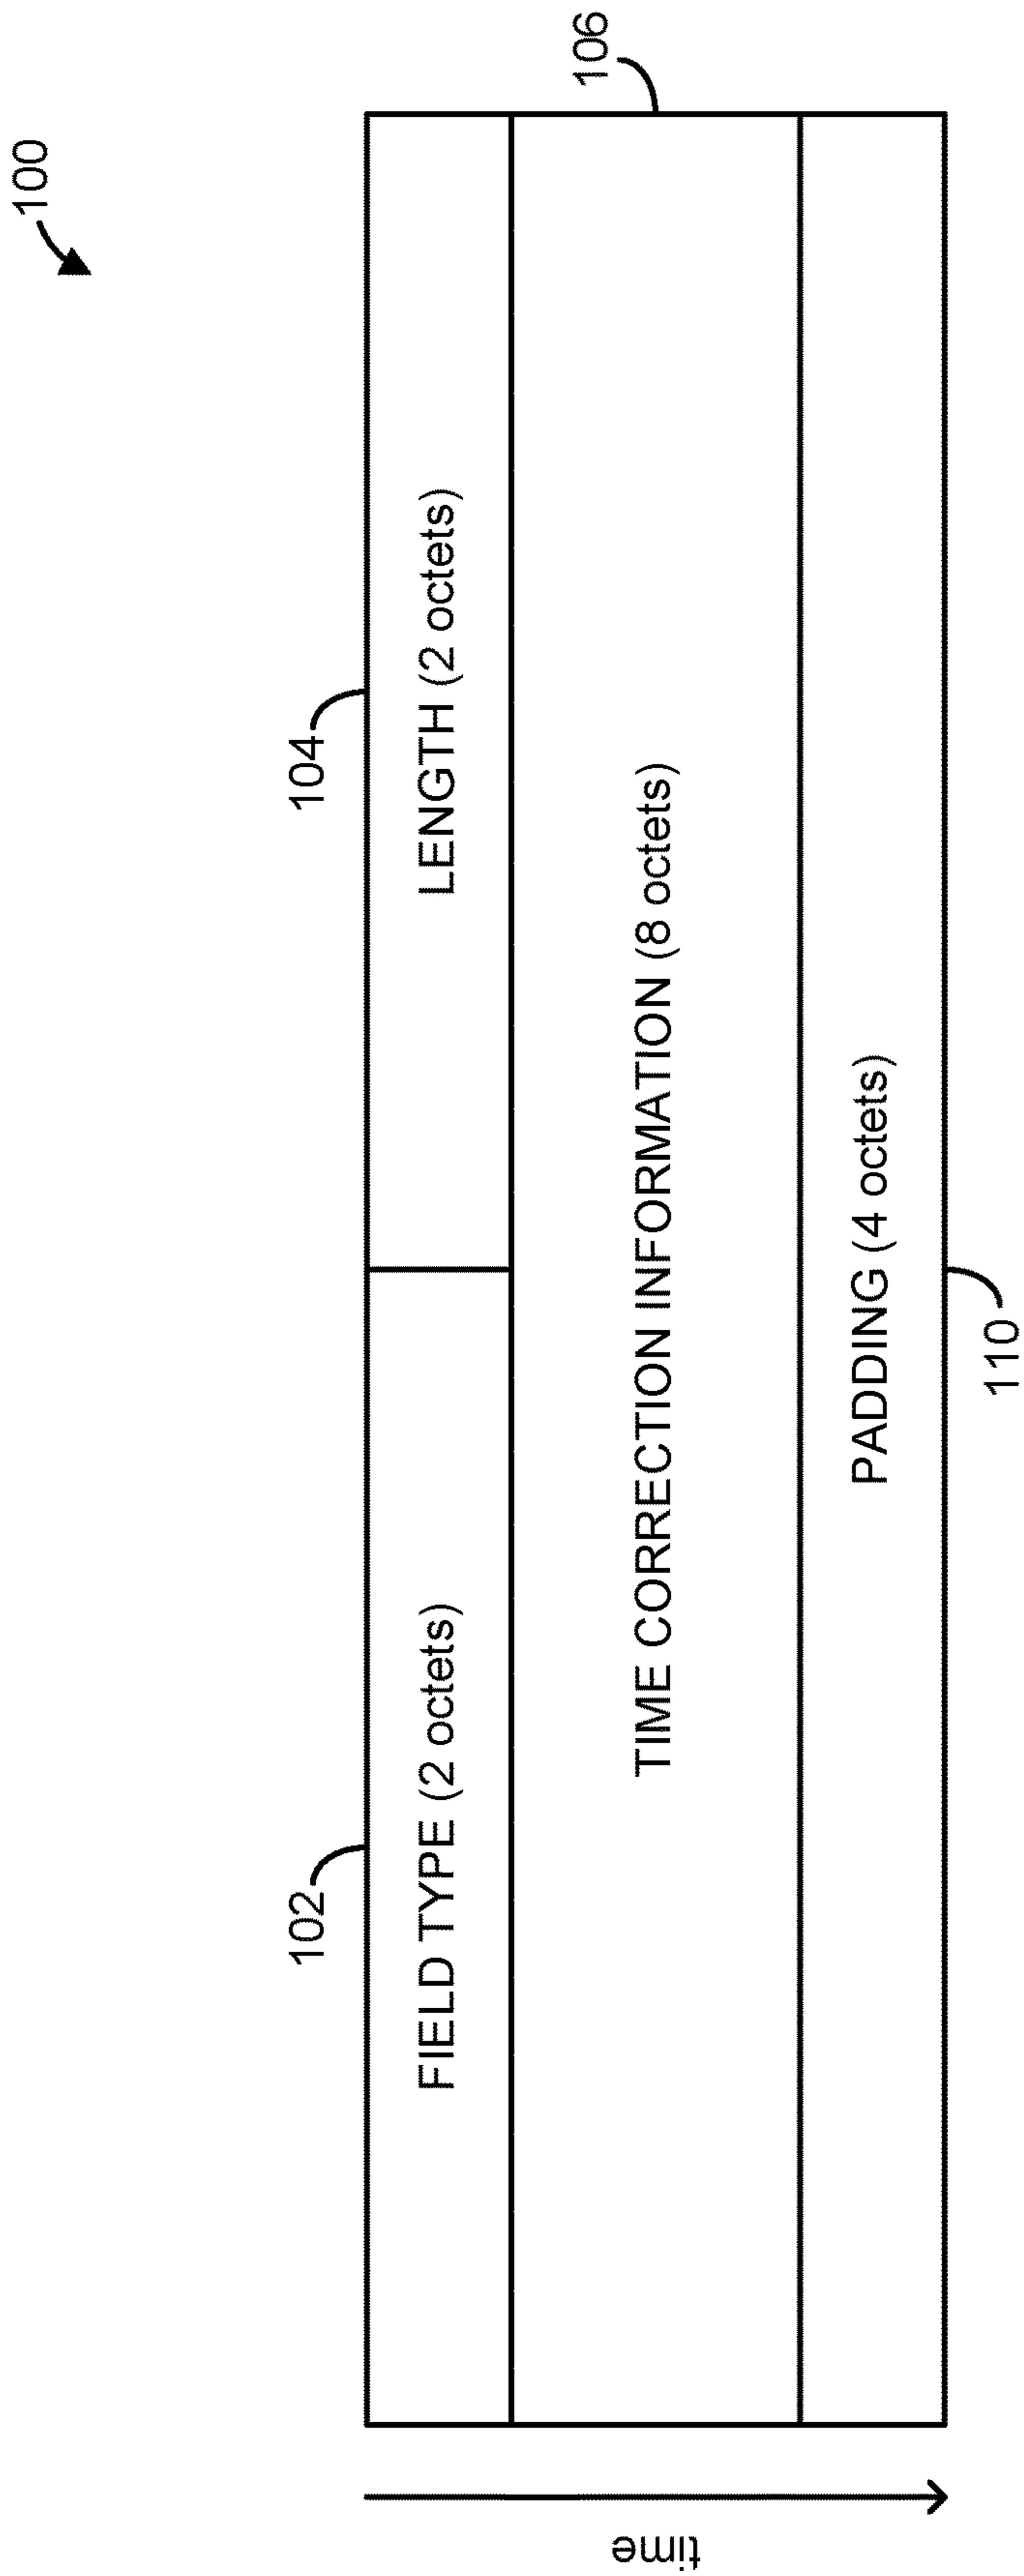 100
102
104
FIELD TYPE (2 octets)
LENGTH (2 octets)
TIME CORRECTION INFORMATION (8 octets)
106
PADDING (4 octets)
110
time